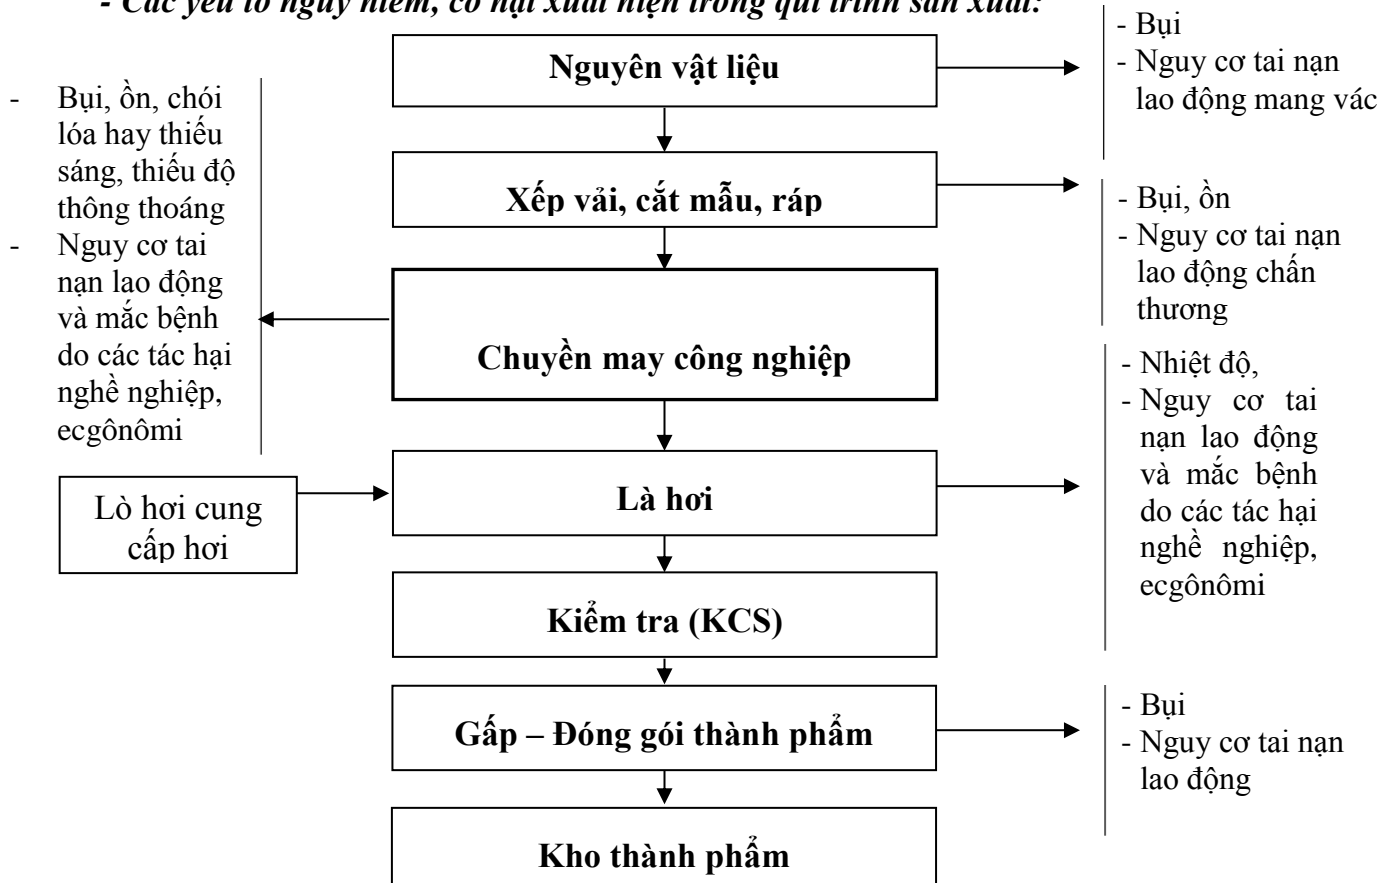 - Các yếu tố nguy hiểm, có hại xuất hiện trong qui trình sản xuất:
Nguyên vật liệu
- Bụi
- Nguy cơ tai nạn
lao động mang vác
- Bụi, ồn, chói
lóa hay thiếu
sáng, thiếu độ
thông thoáng
- Nguy cơ tai
nạn lao động
và mắc bệnh
do các tác hại
nghề nghiệp,
ecgônômi
Xếp vải, cắt mẫu, ráp
- Bụi, ồn
- Nguy cơ tai nạn
lao động chấn
thương
Chuyền may công nghiệp
- Nhiệt độ,
- Nguy cơ tai
nạn lao động
và mắc bệnh
do các tác hại
nghề nghiệp,
ecgônômi
Lò hơi cung
cấp hơi
Là hơi
Kiểm tra (KCS)
Gấp – Đóng gói thành phẩm
- Bụi
- Nguy cơ tai nạn
lao động
Kho thành phẩm